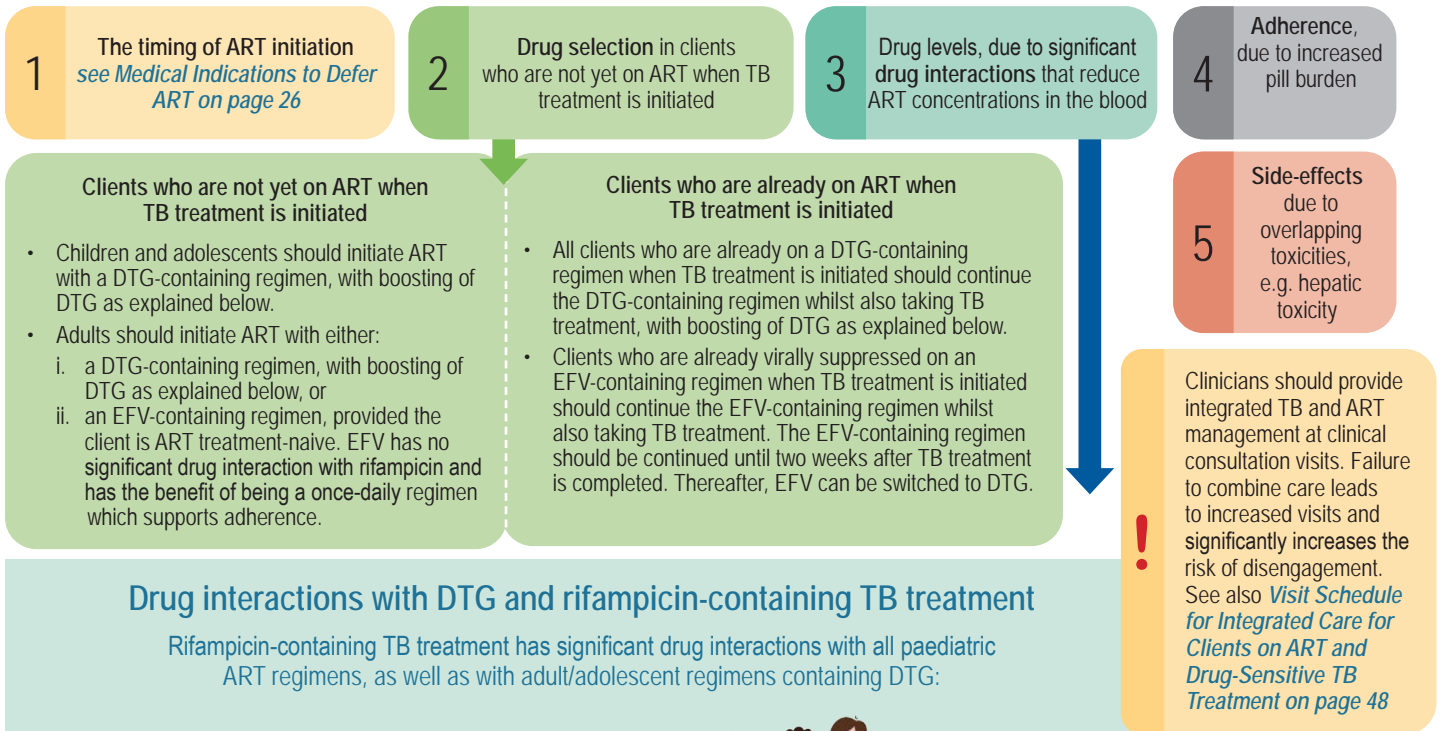 1
The timing of ART initiation
see Medical Indications to Defer
ART on page 26
2
Drug selection in clients
who are not yet on ART when TB
treatment is initiated
3
Drug levels, due to significant
drug interactions that reduce
ART concentrations in the blood
4
Adherence,
due to increased
pill burden
Clients who are not yet on ART when
TB treatment is initiated
• Children and adolescents should initiate ART
with a DTG-containing regimen, with boosting of
DTG as explained below.
• Adults should initiate ART with either:
i. a DTG-containing regimen, with boosting of
DTG as explained below, or
ii. an EFV-containing regimen, provided the
client is ART treatment-naive. EFV has no
significant drug interaction with rifampicin and
has the benefit of being a once-daily regimen
which supports adherence.
Clients who are already on ART when
TB treatment is initiated
• All clients who are already on a DTG-containing
regimen when TB treatment is initiated should continue
the DTG-containing regimen whilst also taking TB
treatment, with boosting of DTG as explained below.
• Clients who are already virally suppressed on an
EFV-containing regimen when TB treatment is initiated
should continue the EFV-containing regimen whilst
also taking TB treatment. The EFV-containing regimen
should be continued until two weeks after TB treatment
is completed. Thereafter, EFV can be switched to DTG.
5
Side-effects
due to
overlapping
toxicities,
e.g. hepatic
toxicity
!
Clinicians should provide
integrated TB and ART
management at clinical
consultation visits. Failure
to combine care leads
to increased visits and
significantly increases the
risk of disengagement.
See also Visit Schedule
for Integrated Care for
Clients on ART and
Drug-Sensitive TB
Treatment on page 48
Drug interactions with DTG and rifampicin-containing TB treatment
Rifampicin-containing TB treatment has significant drug interactions with all paediatric
ART regimens, as well as with adult/adolescent regimens containing DTG: